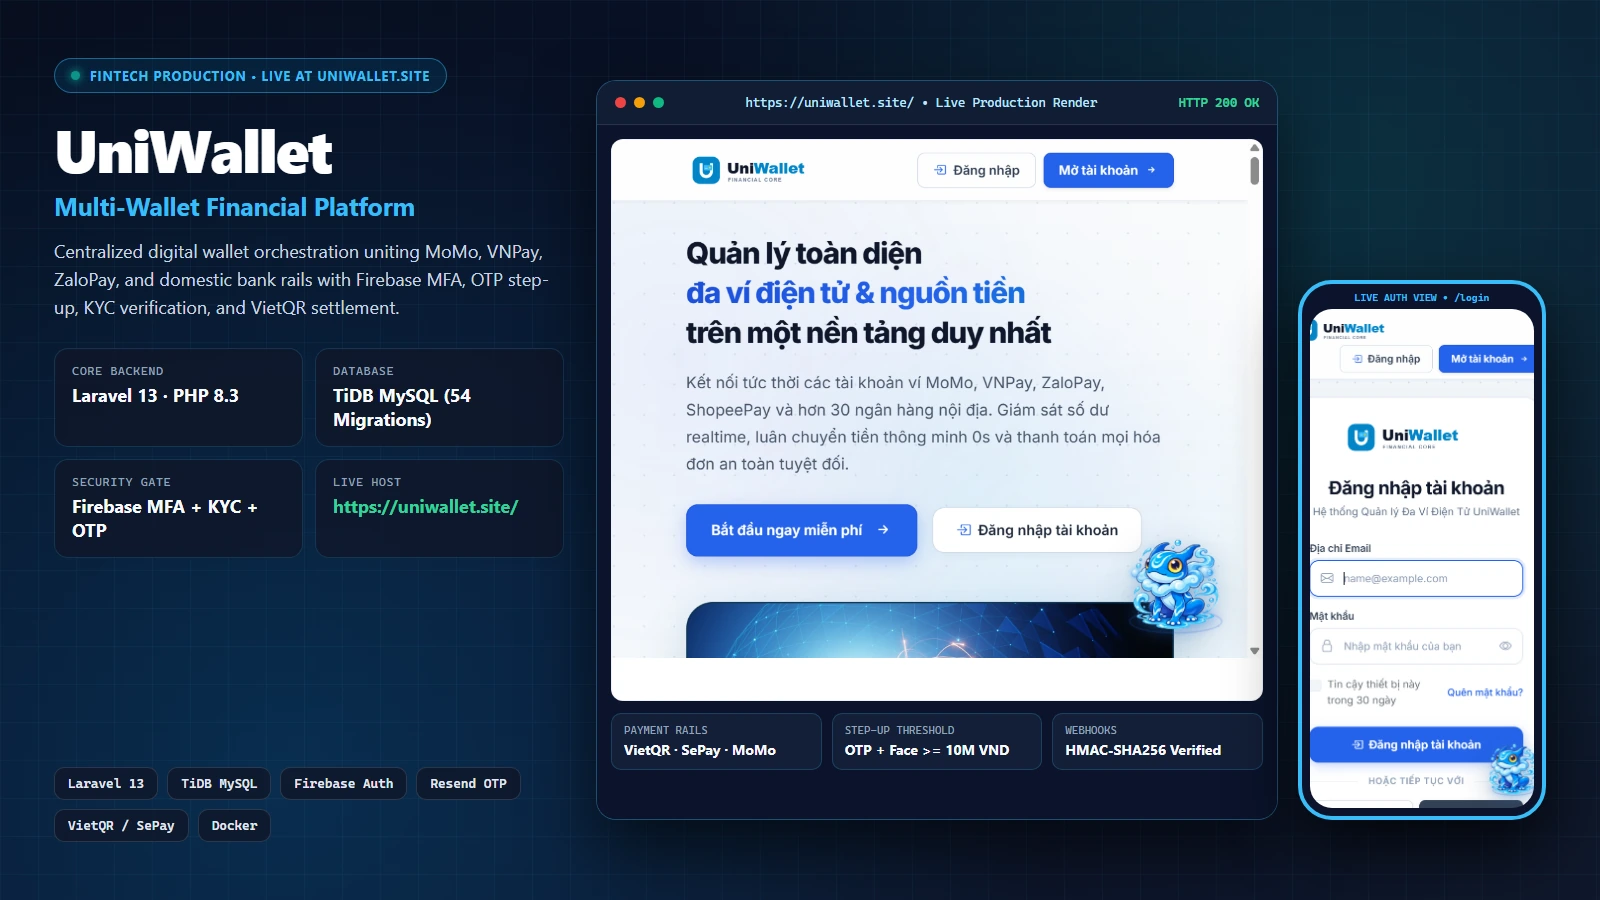 FINTECH PRODUCTION • LIVE AT UNIWALLET.SITE
UniWallet
Multi-Wallet Financial Platform
Centralized digital wallet orchestration uniting MoMo, VNPay,
ZaloPay, and domestic bank rails with Firebase MFA, OTP step-
up, KYC verification, and VietQR settlement.
CORE BACKEND
Laravel 13 · PHP 8.3
DATABASE
TiDB MySQL (54
Migrations)
SECURITY GATE
Firebase MFA + KYC +
OTP
LIVE HOST
https://uniwallet.site/
Laravel 13
TiDB MySQL
Firebase Auth
Resend OTP
VietQR / SePay
Docker
https://uniwallet.site/ • Live Production Render
HTTP 200 OK
UniWallet
FINANCIAL CORE
Đăng nhập
Mở tài khoản →
Quản lý toàn diện
đa ví điện tử & nguồn tiền
trên một nền tảng duy nhất
Kết nối tức thời các tài khoản ví MoMo, VNPay, ZaloPay,
ShopeePay và hơn 30 ngân hàng nội địa. Giám sát số dư
realtime, luân chuyển tiền thông minh 0s và thanh toán mọi hóa
đơn an toàn tuyệt đối.
Bắt đầu ngay miễn phí →
Đăng nhập tài khoản
PAYMENT RAILS
VietQR · SePay · MoMo
STEP-UP THRESHOLD
OTP + Face >= 10M VND
WEBHOOKS
HMAC-SHA256 Verified
LIVE AUTH VIEW • /login
UniWallet
FINANCIAL CORE
Đăng nhập
Mở tài khoản →
UniWallet
FINANCIAL CORE
Đăng nhập tài khoản
Hệ thống Quản lý Đa Ví Điện Tử UniWallet
Địa chỉ Email
name@example.com
Mật khẩu
Nhập mật khẩu của bạn
Tin cậy thiết bị này
trong 30 ngày
Quên mật khẩu?
Đăng nhập tài khoản
HOẶC TIẾP TỤC VỚI